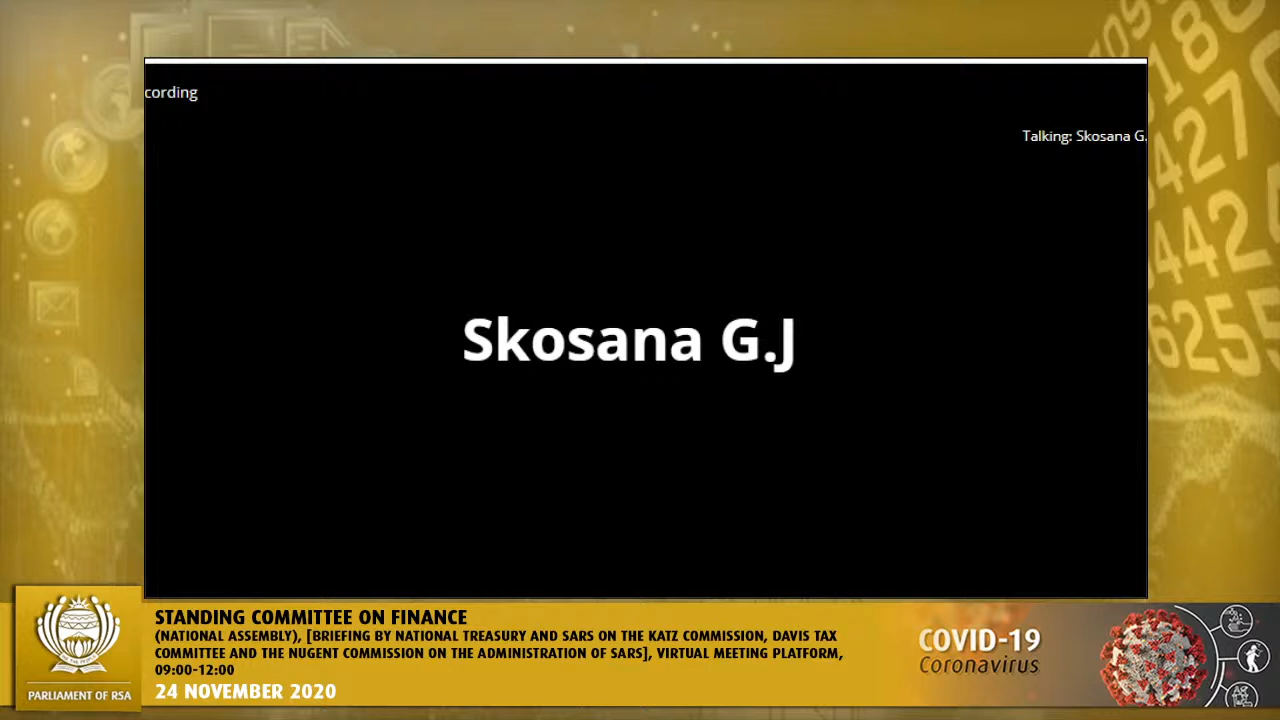 cording
Talking: Skosana G.
Skosana G.J
STANDING COMMITTEE ON FINANCE
(NATIONAL ASSEMBLY), [BRIEFING BY NATIONAL TREASURY AND SARS ON THE KATZ COMMISSION, DAVIS TAX
COMMITTEE AND THE NUGENT COMMISSION ON THE ADMINISTRATION OF SARS], VIRTUAL MEETING PLATFORM,
09:00-12:00
24 NOVEMBER 2020
PARLIAMENT OF RSA
COVID-19
Coronavirus